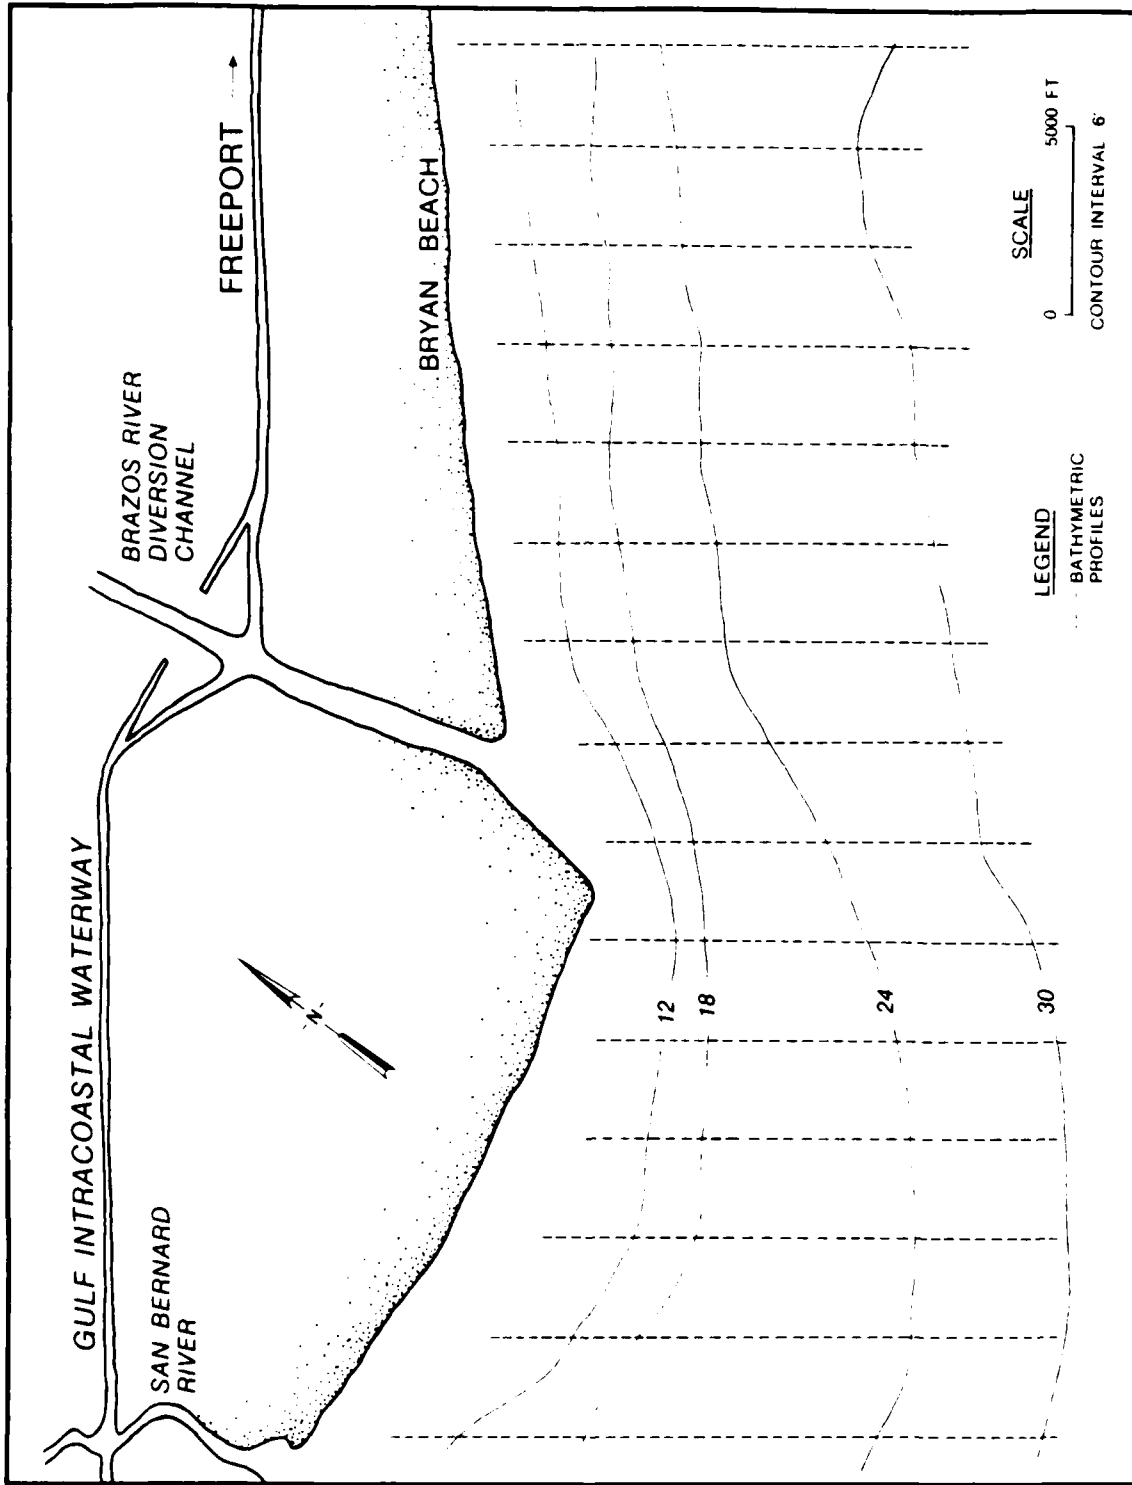 GULF INTRACOASTAL WATERWAY
BRAZOS RIVER
DIVERSION
CHANNEL
FREEPORT
SAN BERNARD
RIVER
N
BRYAN BEACH
12
18
24
30
LEGEND
--- BATHYMETRIC
PROFILES
SCALE
0 5000 FT
CONTOUR INTERVAL 6'